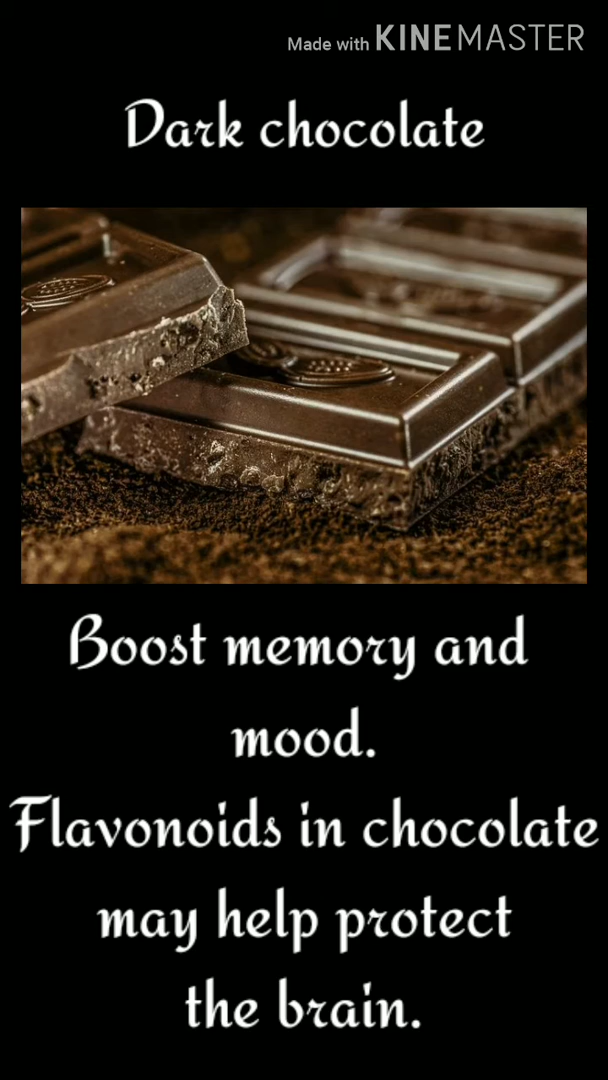 Made with KINEMASTER
Dark chocolate
Boost memory and
mood.
Flavonoids in chocolate
may help protect
the brain.